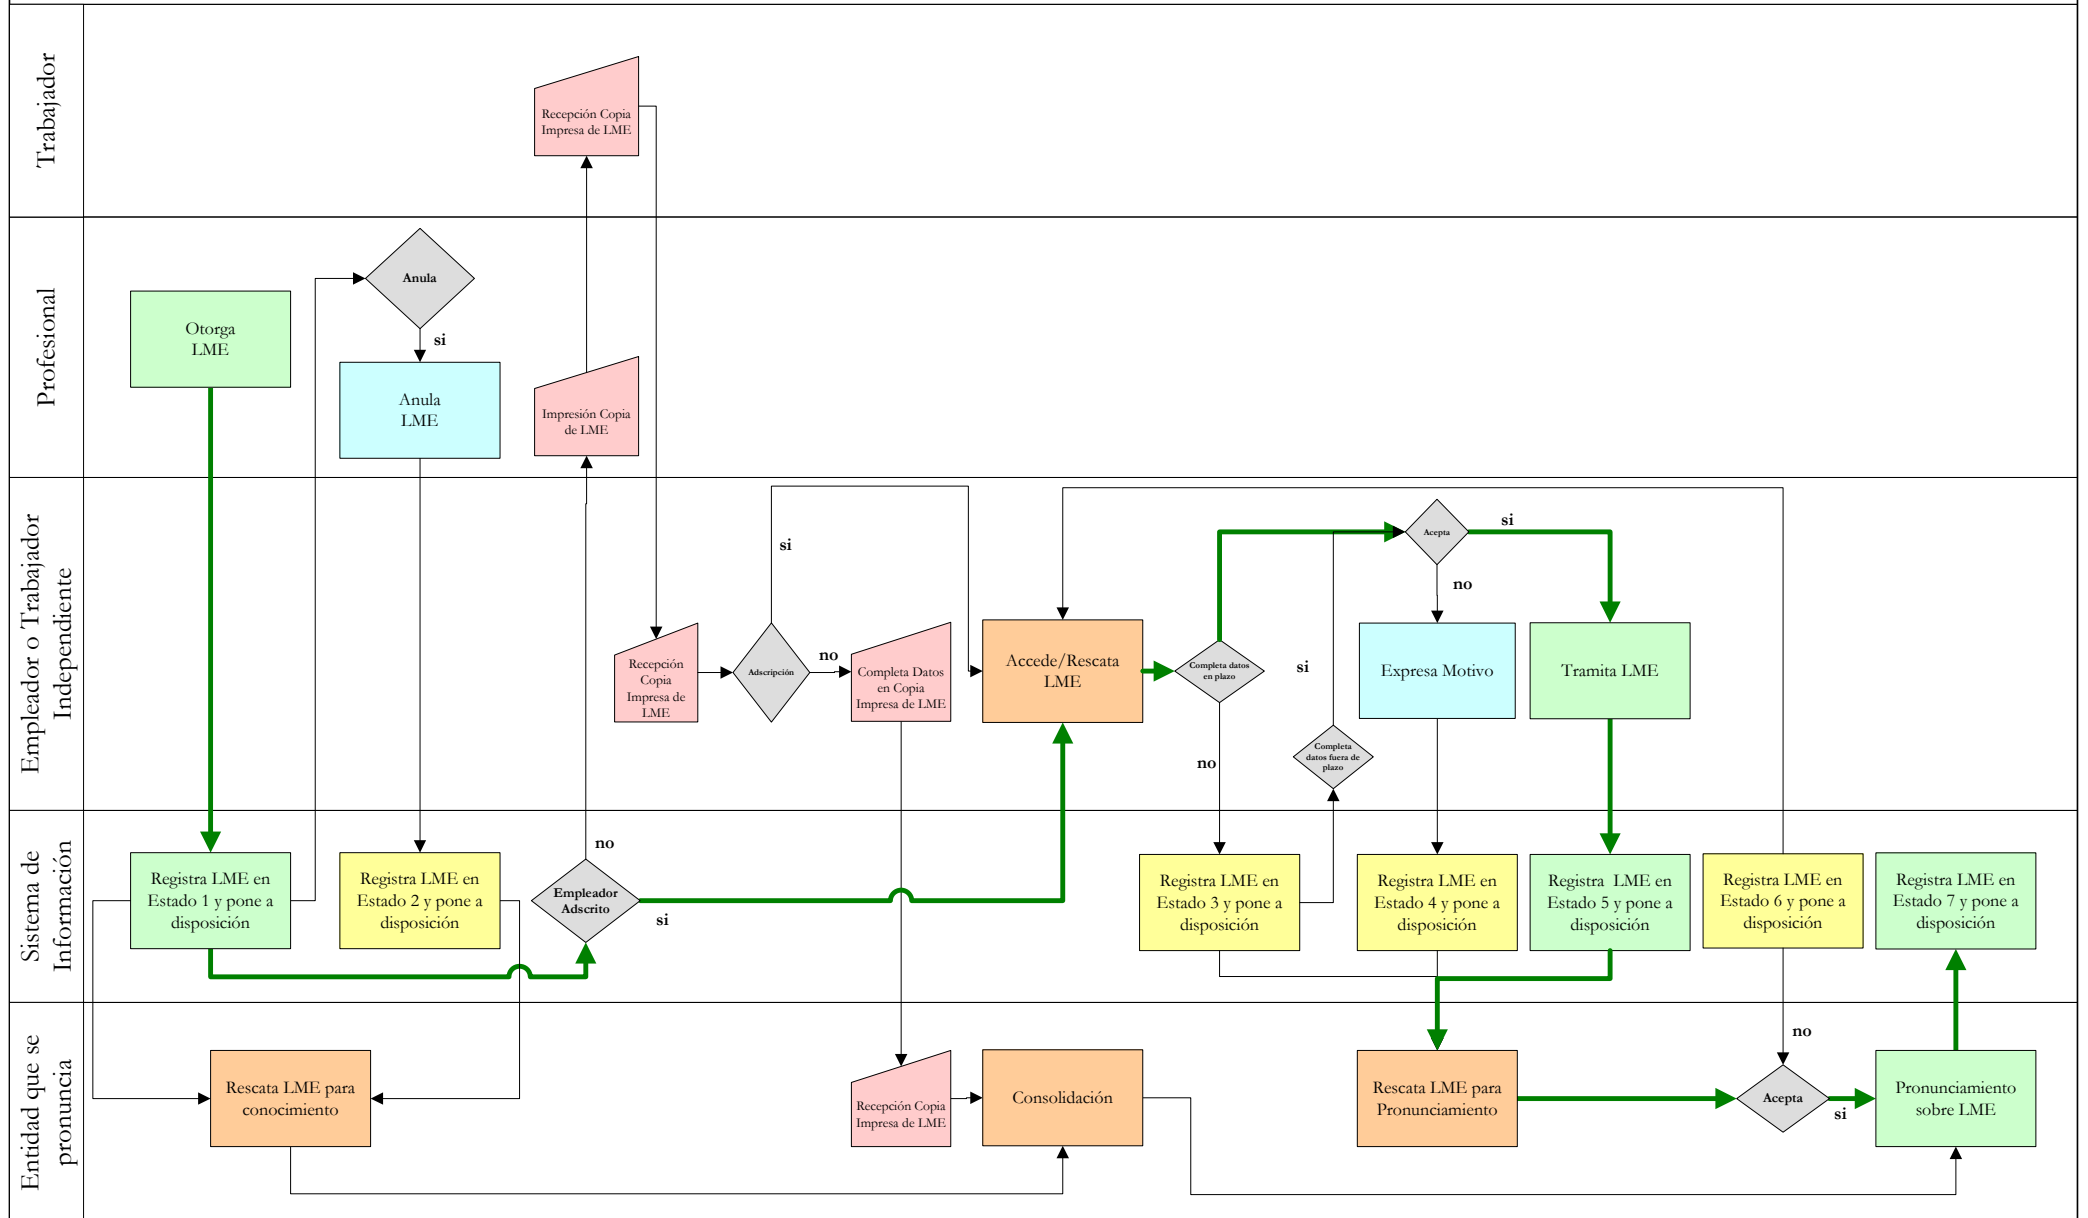 Trabajador
Recepción Copia
Impresa de LME
Profesional
Otorga
LME
Anula
si
Anula
LME
Impresión Copia
de LME
Empleador o Trabajador
Independiente
Recepción
Copia
Impresa de
LME
Adscripción
si
no
Completa Datos
en Copia
Impresa de LME
Accede/Rescata
LME
Completa datos
en plazo
no
si
Completa
datos fuera de
plazo
Acepta
si
no
Expresa Motivo
Tramita LME
Sistema de
Información
Registra LME en
Estado 1 y pone a
disposición
Registra LME en
Estado 2 y pone a
disposición
no
Empleador
Adscrito
si
Registra LME en
Estado 3 y pone a
disposición
Registra LME en
Estado 4 y pone a
disposición
Registra LME en
Estado 5 y pone a
disposición
Registra LME en
Estado 6 y pone a
disposición
Registra LME en
Estado 7 y pone a
disposición
Entidad que se
pronuncia
Rescata LME para
conocimiento
Recepción Copia
Impresa de LME
Consolidación
Rescata LME para
Pronunciamiento
no
Acepta
si
Pronunciamiento
sobre LME